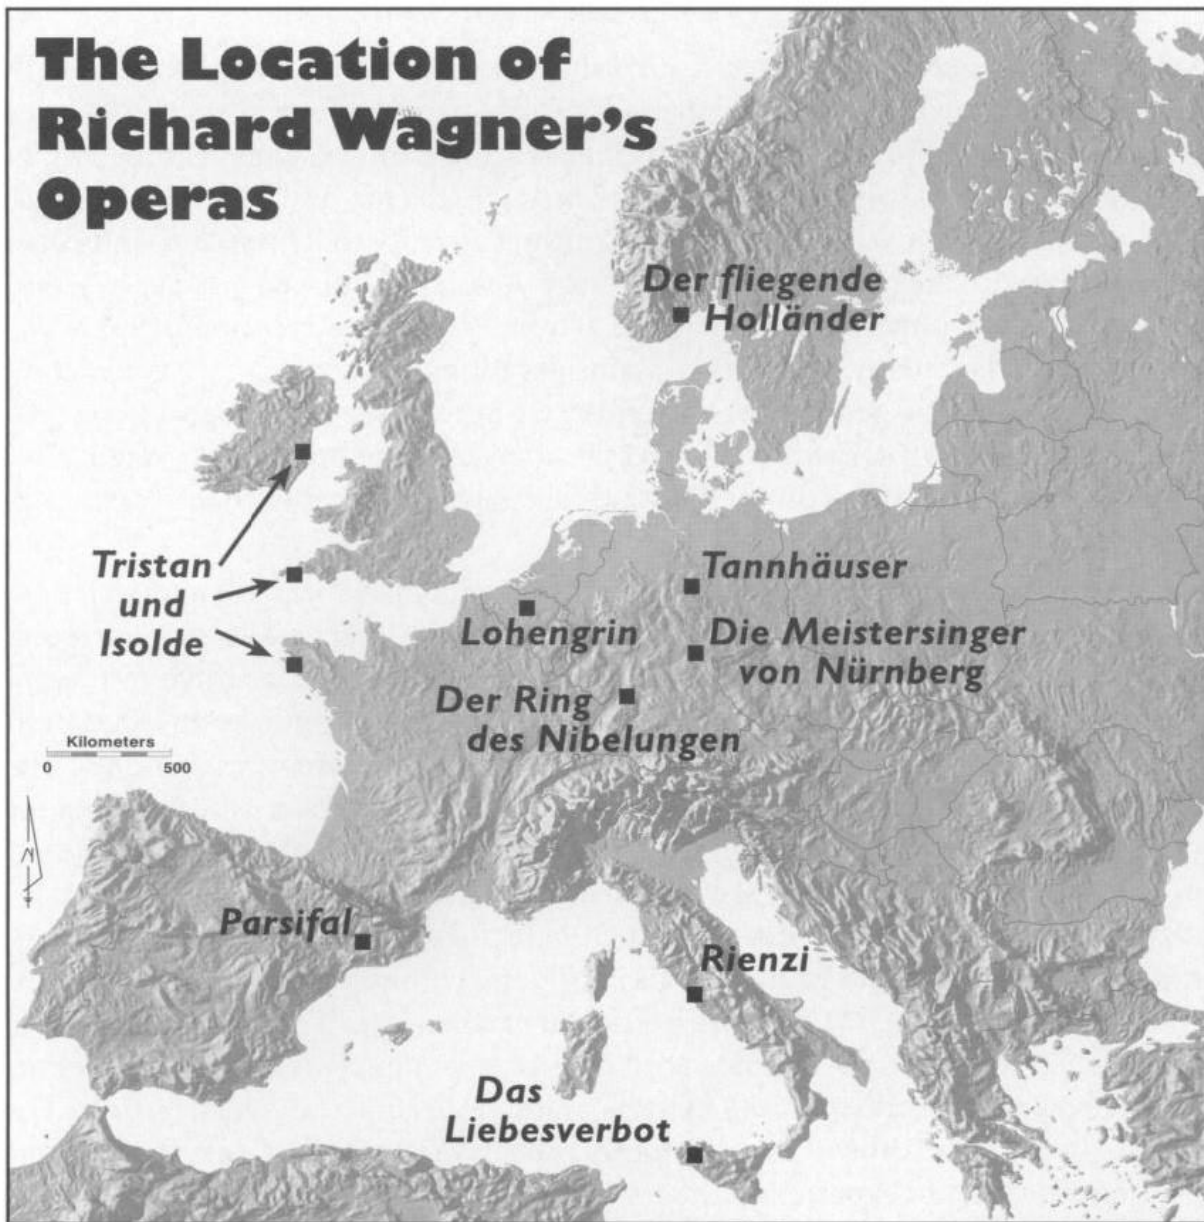 The Location of
Richard Wagner's
Operas
Der fliegende
Holländer
Tristan
und
Isolde
Tannhäuser
Lohengrin
Die Meistersinger
von Nürnberg
Der Ring
des Nibelungen
Kilometers
0 500
N
Parsifal
Rienzi
Das
Liebesverbot